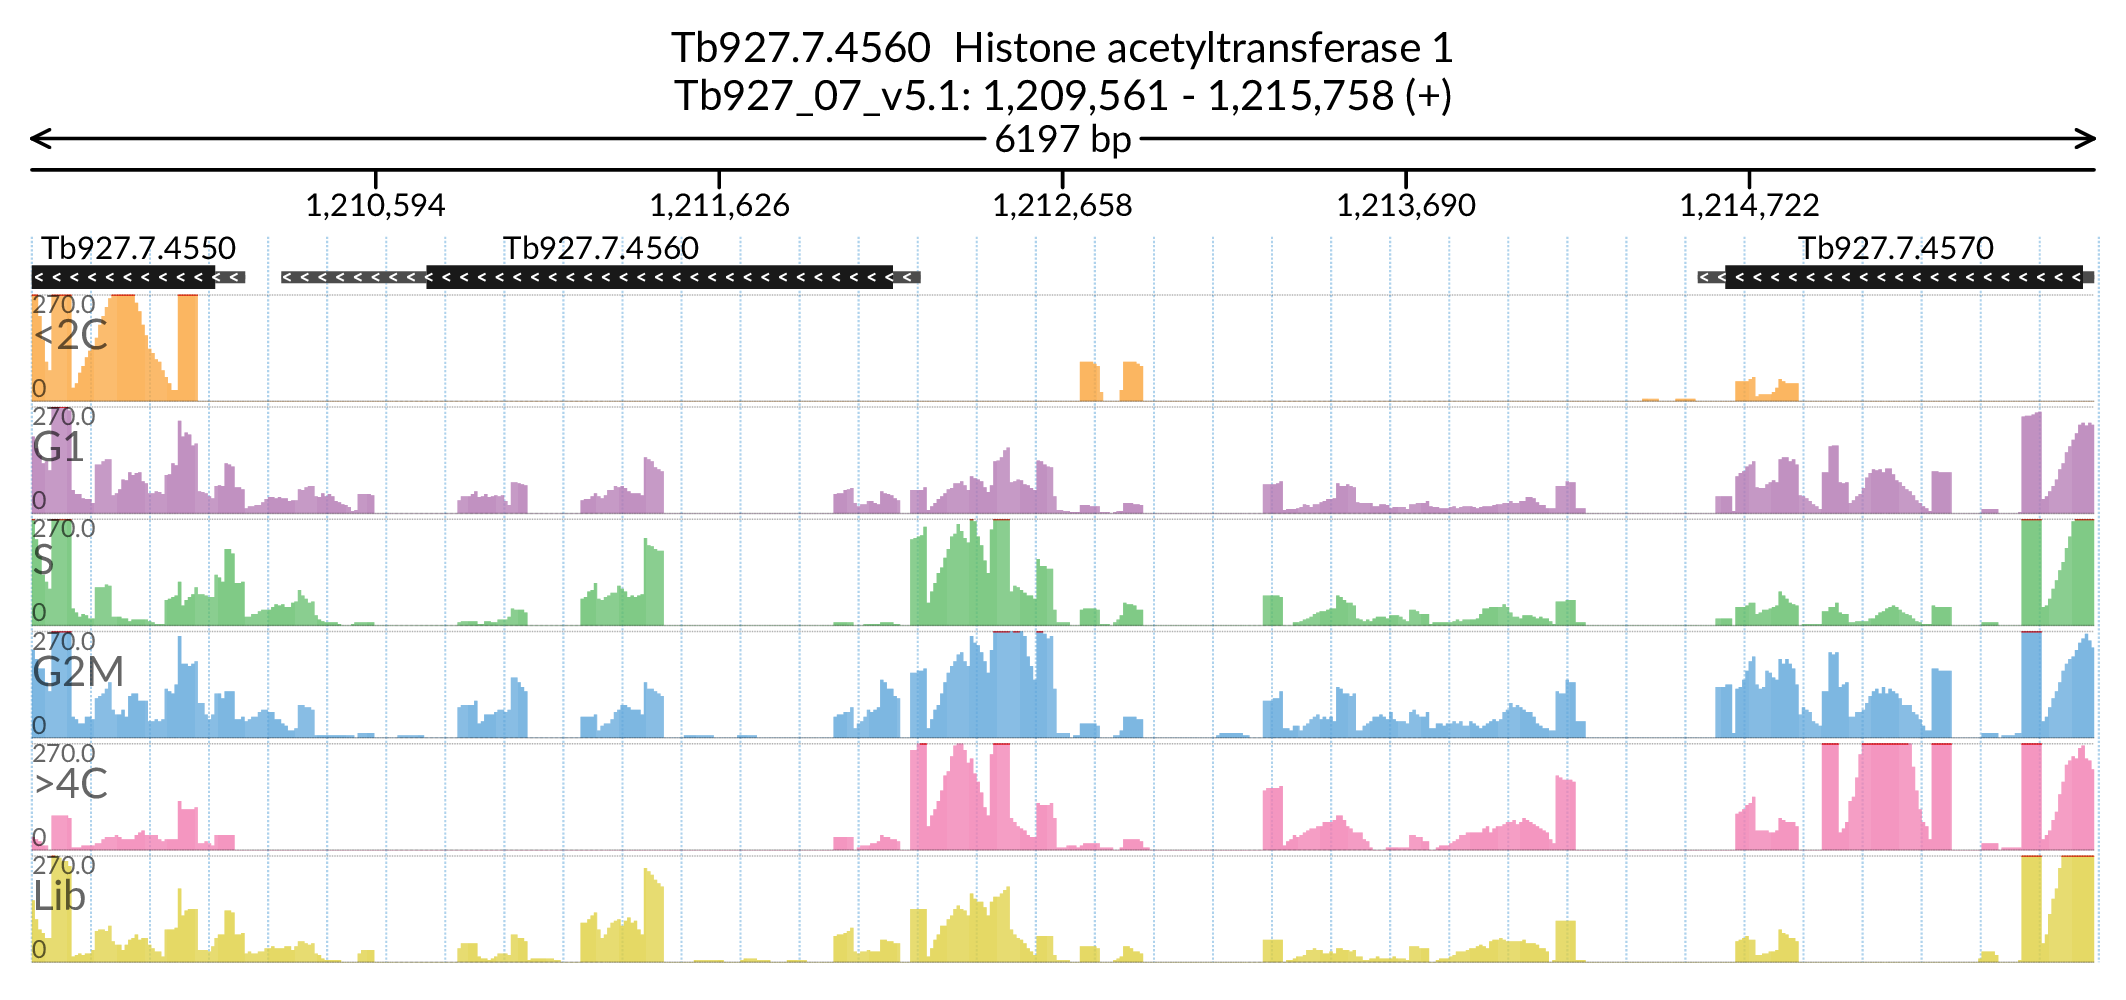 Tb927.7.4560  Histone acetyltransferase 1
Tb927_07_v5.1: 1,209,561 - 1,215,758 (+)
6197 bp
1,210,594 1,211,626 1,212,658 1,213,690 1,214,722
Tb927.7.4550 Tb927.7.4560 Tb927.7.4570
270.0
<2C
0
270.0
G1
0
270.0
S
0
270.0
G2M
0
270.0
>4C
0
270.0
Lib
0